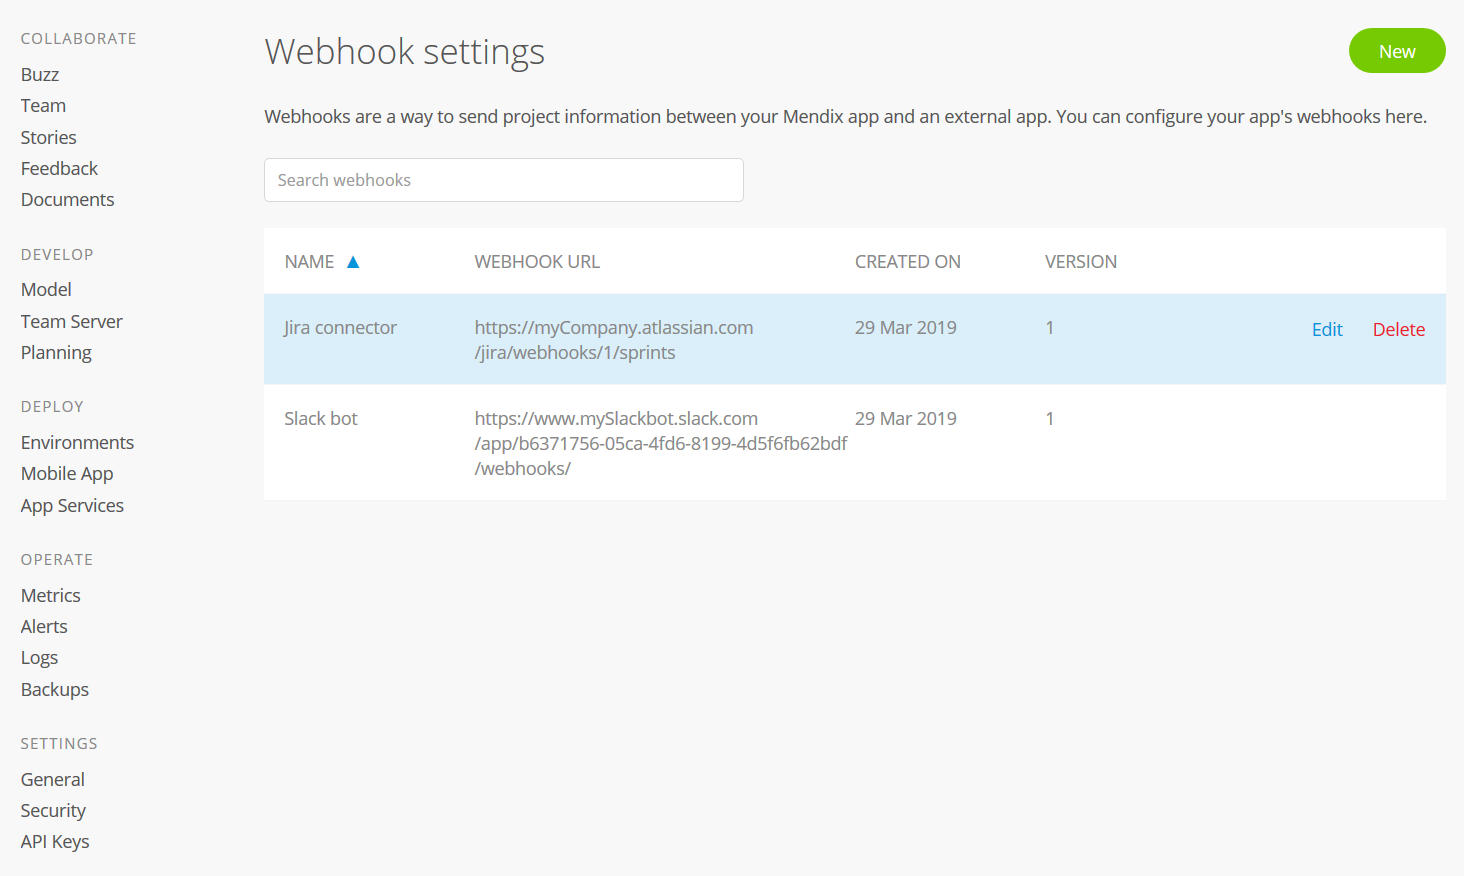 COLLABORATE
Buzz
Team
Stories
Feedback
Documents
DEVELOP
Model
Team Server
Planning
DEPLOY
Environments
Mobile App
App Services
OPERATE
Metrics
Alerts
Logs
Backups
SETTINGS
General
Security
API Keys
Webhook settings
New
Webhooks are a way to send project information between your Mendix app and an external app. You can configure your app's webhooks here.
Search webhooks
NAME ▲ WEBHOOK URL CREATED ON VERSION
Jira connector https://myCompany.atlassian.com 29 Mar 2019 1 Edit Delete
/jira/webhooks/1/sprints
Slack bot https://www.mySlackbot.slack.com 29 Mar 2019 1
/app/b6371756-05ca-4fd6-8199-4d5f6fb62bdf
/webhooks/